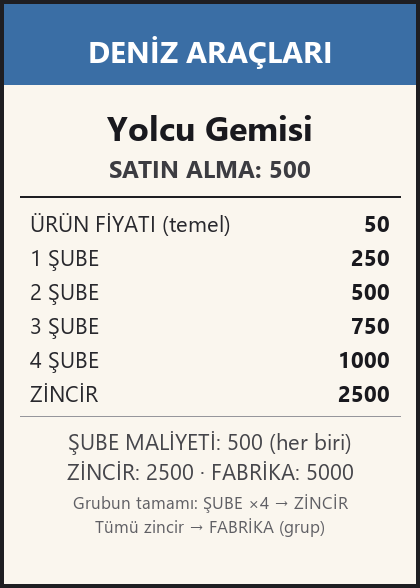 DENİZ ARAÇLARI
Yolcu Gemisi
SATIN ALMA: 500
ÜRÜN FİYATI (temel) 50
1 ŞUBE 250
2 ŞUBE 500
3 ŞUBE 750
4 ŞUBE 1000
ZİNCİR 2500
ŞUBE MALİYETİ: 500 (her biri)
ZİNCİR: 2500 · FABRİKA: 5000
Grubun tamamı: ŞUBE ×4 → ZİNCİR
Tümü zincir → FABRİKA (grup)